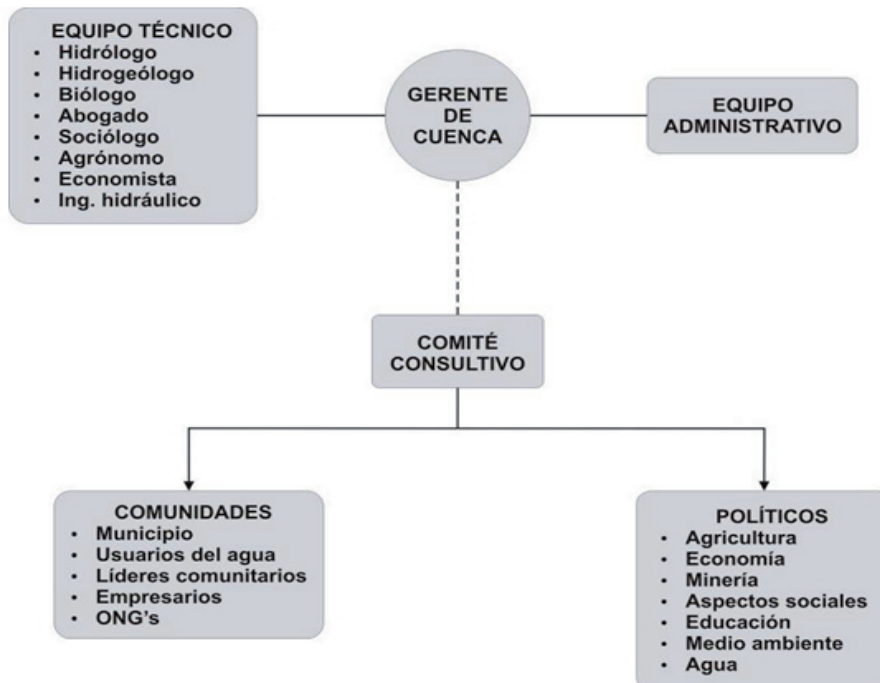 EQUIPO TÉCNICO
• Hidrólogo
• Hidrogeólogo
• Biólogo
• Abogado
• Sociólogo
• Agrónomo
• Economista
• Ing. hidráulico
GERENTE
DE
CUENCA
EQUIPO
ADMINISTRATIVO
COMITÉ
CONSULTIVO
COMUNIDADES
• Municipio
• Usuarios del agua
• Líderes comunitarios
• Empresarios
• ONG's
POLÍTICOS
• Agricultura
• Economía
• Minería
• Aspectos sociales
• Educación
• Medio ambiente
• Agua